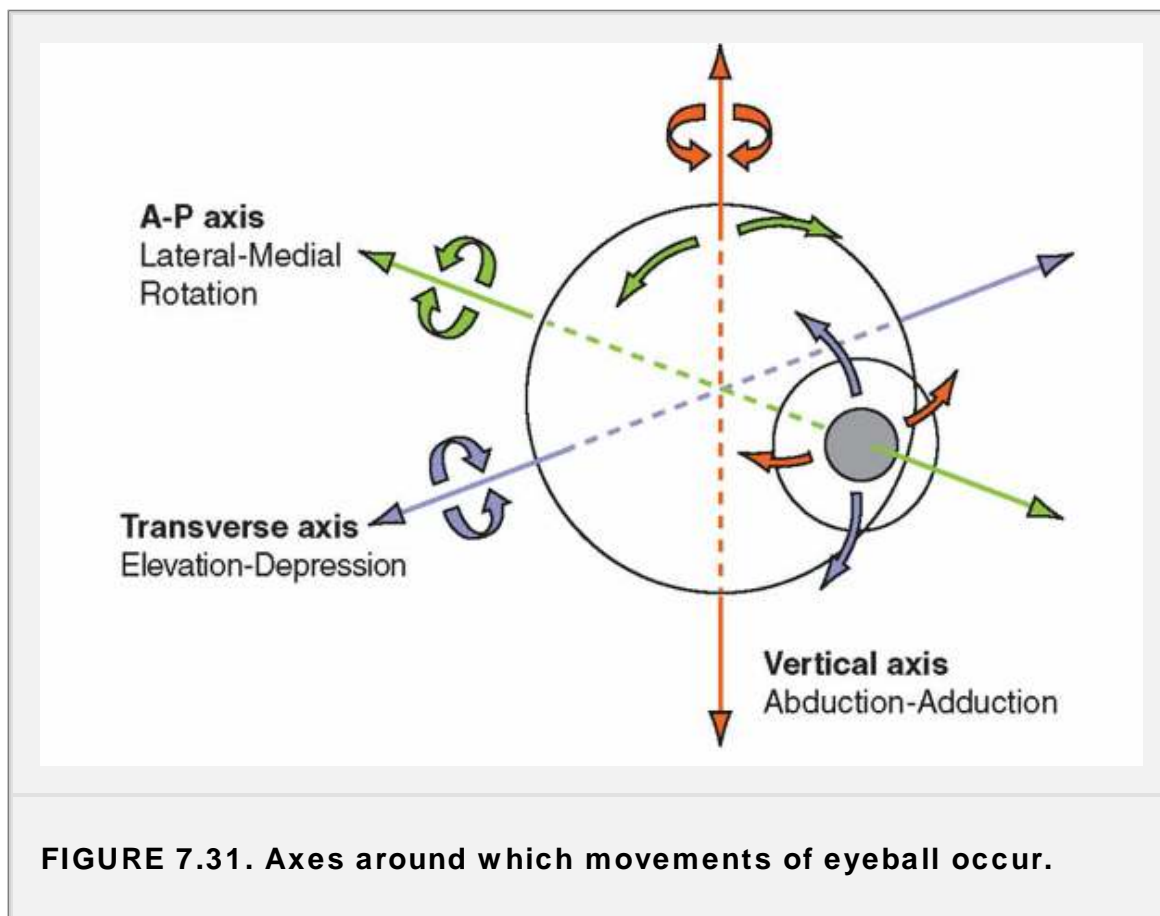 A-P axis
Lateral-Medial
Rotation
Transverse axis
Elevation-Depression
Vertical axis
Abduction-Adduction
FIGURE 7.31. Axes around which movements of eyeball occur.